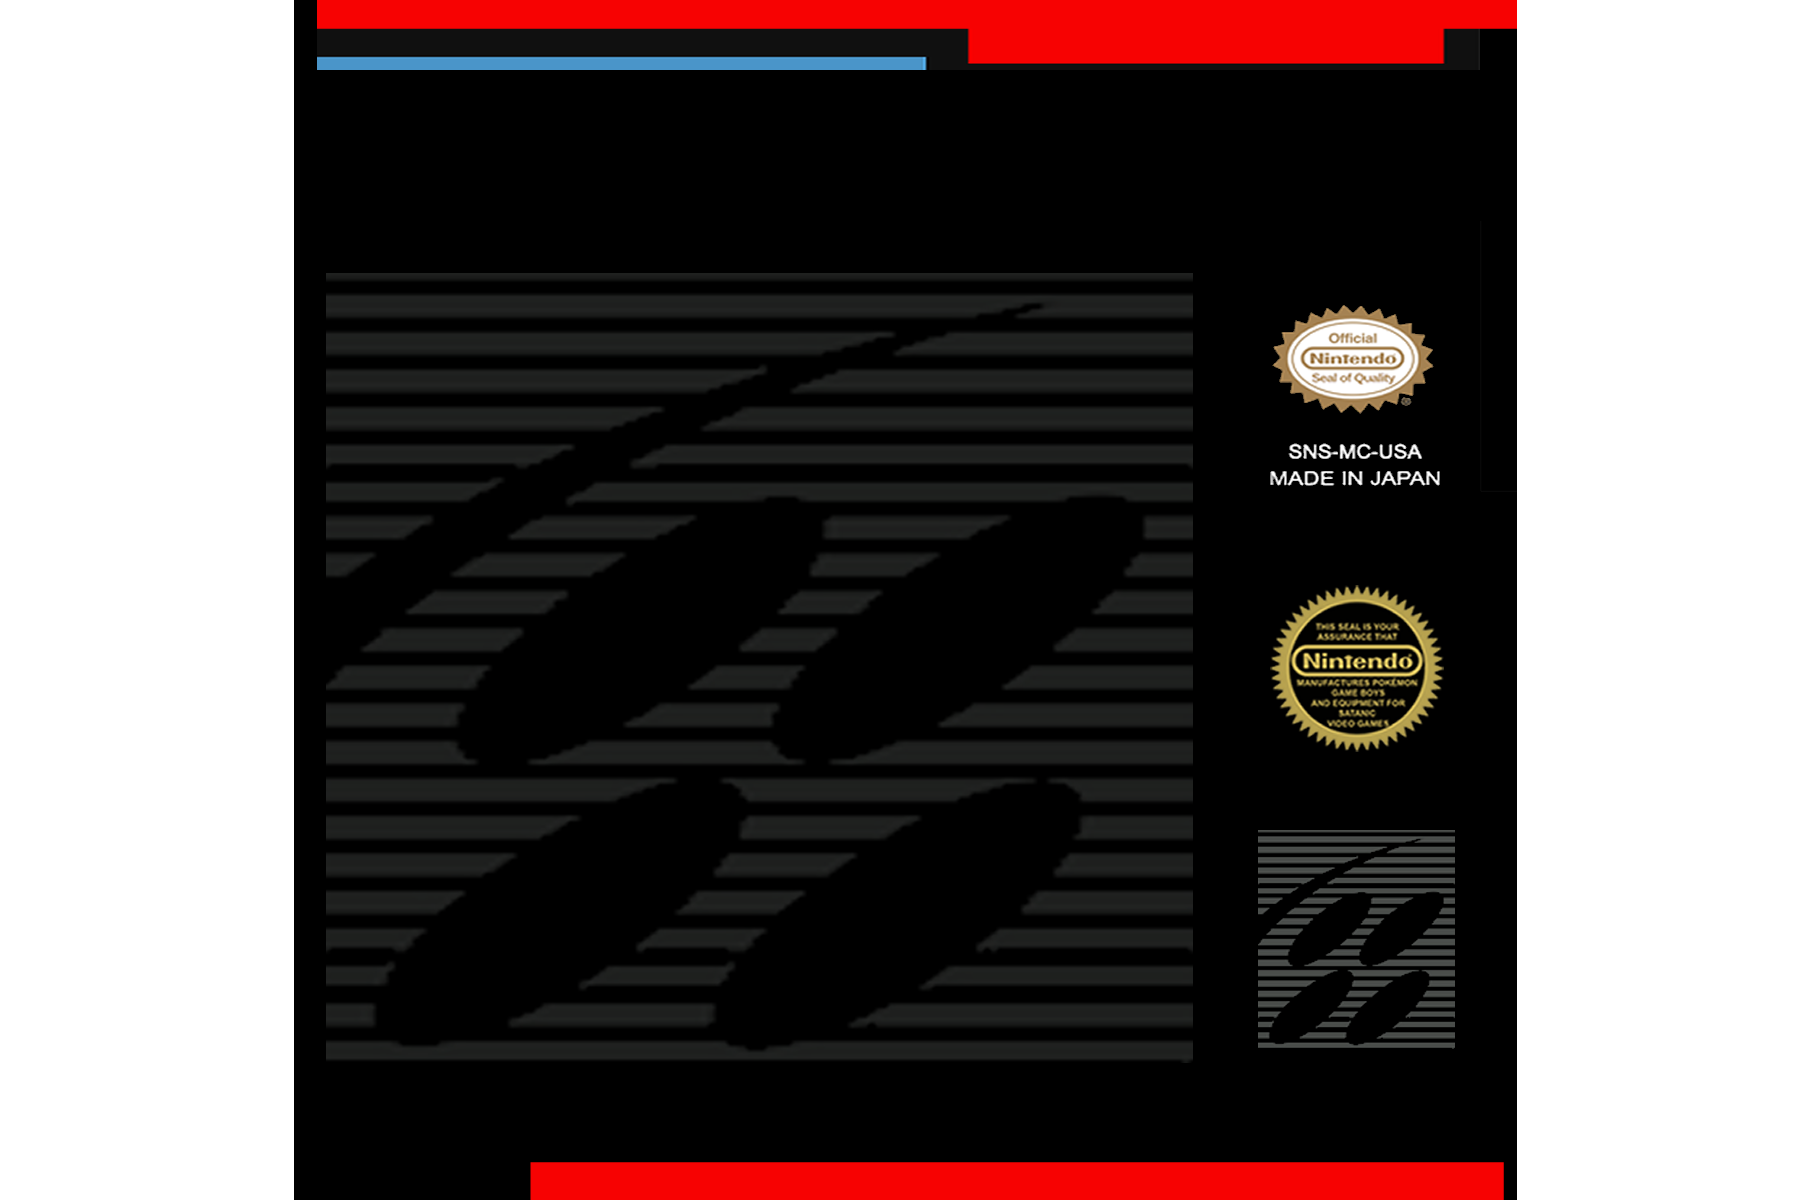 Official
Nintendo
Seal of Quality
®
SNS-MC-USA
MADE IN JAPAN
THIS SEAL IS YOUR
ASSURANCE THAT
Nintendo
MANUFACTURES POKÉMON
GAME BOYS
AND EQUIPMENT FOR
SATANIC
VIDEO GAMES